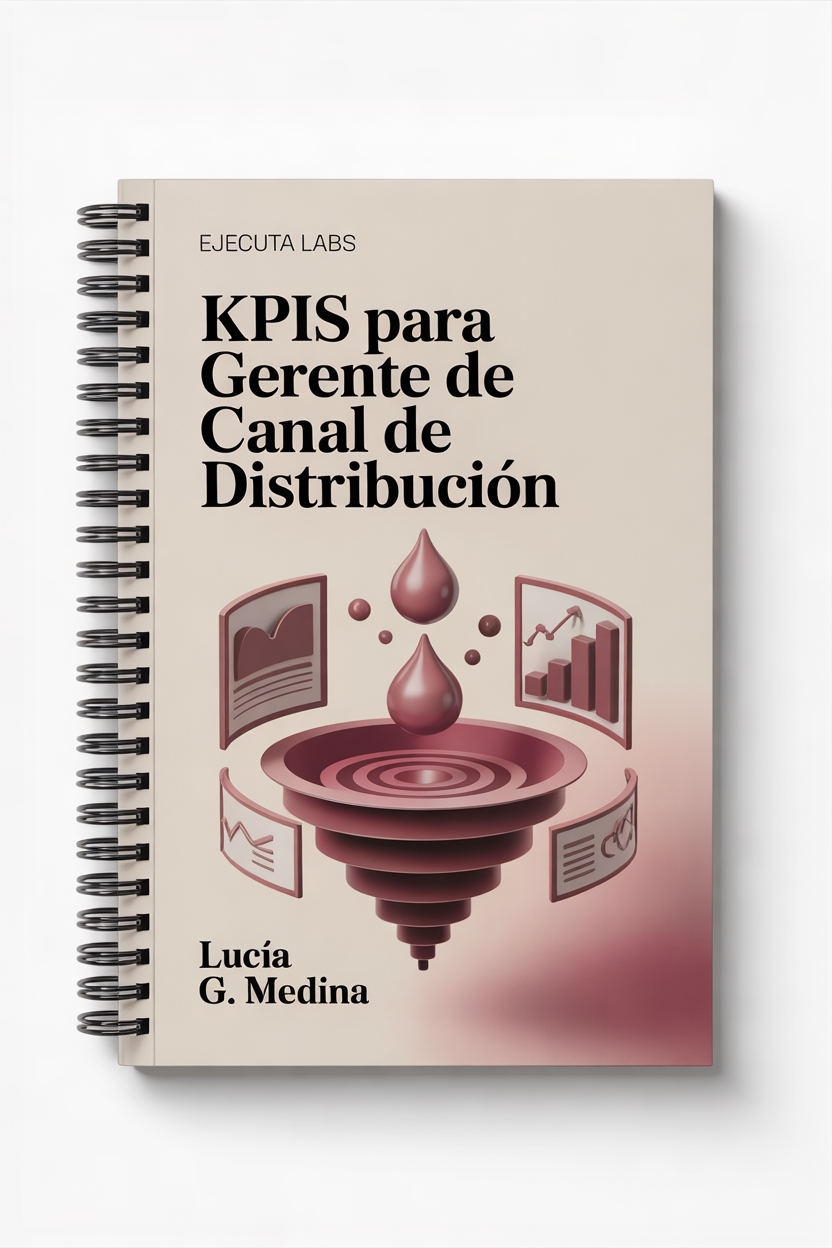 EJECUTA LABS
KPIS para
Gerente de
Canal de
Distribución
Lucía
G. Medina